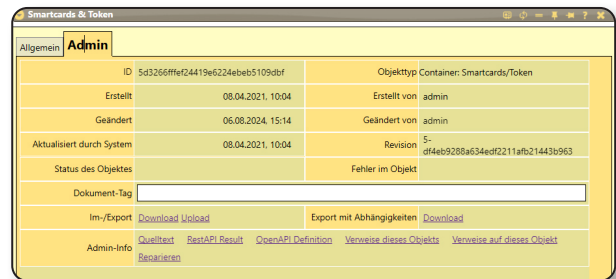 Smartcards & Token
Allgemein Admin
ID 5d3266fffef24419e6224ebeb5109dbf Objekttyp Container: Smartcards/Token
Erstellt 08.04.2021, 10:04 Erstellt von admin
Geändert 06.08.2024, 15:14 Geändert von admin
Aktualisiert durch System 08.04.2021, 10:04 Revision 5-
df4eb9288a634edf2211afb21443b963
Status des Objektes Fehler im Objekt
Dokument-Tag
Im-/Export Download Upload Export mit Abhängigkeiten Download
Admin-Info Quelltext RestAPI Result OpenAPI Definition Verweise dieses Objekts Verweise auf dieses Objekt
Reparieren